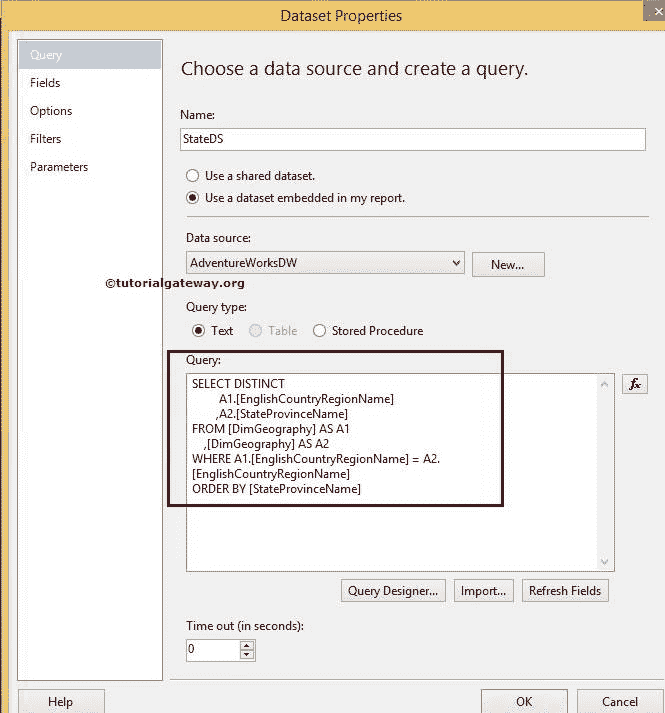 Dataset Properties
Query
Fields
Options
Filters
Parameters
Choose a data source and create a query.
Name:
StateDS
Use a shared dataset.
Use a dataset embedded in my report.
Data source:
AdventureWorksDW
New...
©tutorialgateway.org
Query type:
Text
Table
Stored Procedure
Query:
SELECT DISTINCT
A1.[EnglishCountryRegionName]
,A2.[StateProvinceName]
FROM [DimGeography] AS A1
,[DimGeography] AS A2
WHERE A1.[EnglishCountryRegionName] = A2.
[EnglishCountryRegionName]
ORDER BY [StateProvinceName]
fx
Query Designer...
Import...
Refresh Fields
Time out (in seconds):
0
Help
OK
Cancel